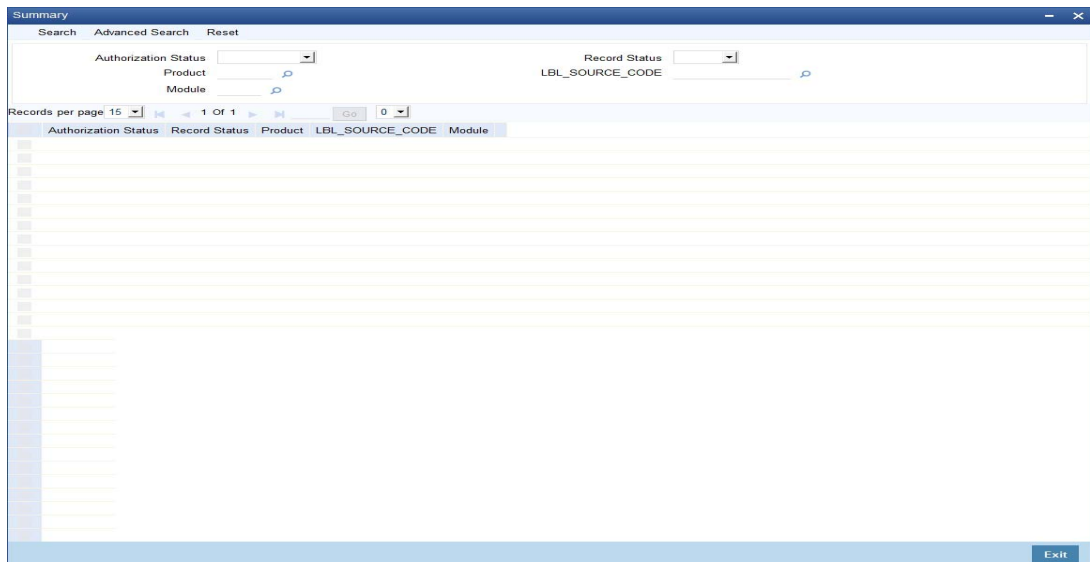 Summary
Search Advanced Search Reset
Authorization Status Record Status
Product LBL_SOURCE_CODE
Module
Records per page 15 1 Of 1 Go 0
Authorization Status Record Status Product LBL_SOURCE_CODE Module
Exit